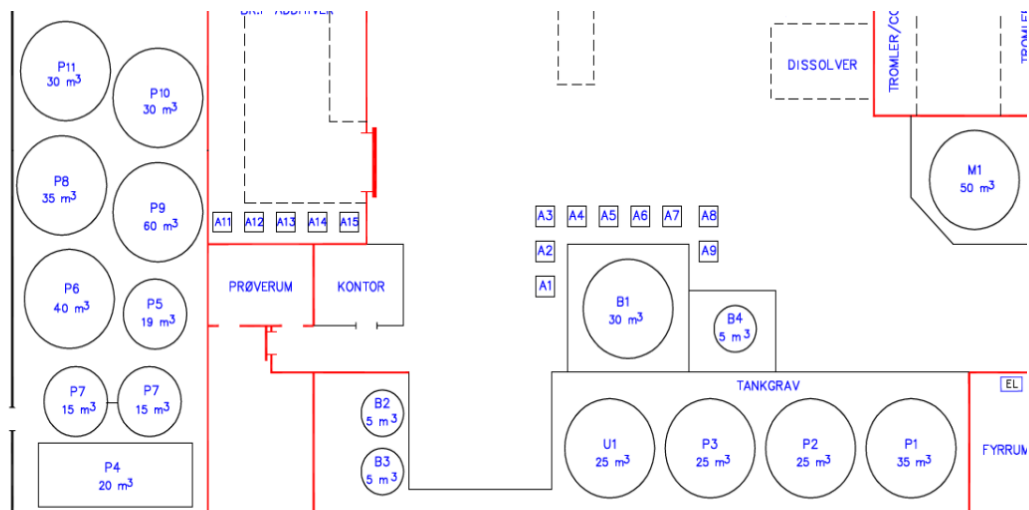 P11
30 m³
P10
30 m³
DISSOLVER
P8
35 m³
P9
60 m³
M1
50 m³
A11
A12
A13
A14
A15
A3
A4
A5
A6
A7
A8
A2
A9
A1
PRØVERUM
KONTOR
P6
40 m³
P5
19 m³
B1
30 m³
B4
5 m³
TANKGRAV
EL
P7
15 m³
P7
15 m³
B2
5 m³
B3
5 m³
U1
25 m³
P3
25 m³
P2
25 m³
P1
35 m³
FYRRUM
P4
20 m³